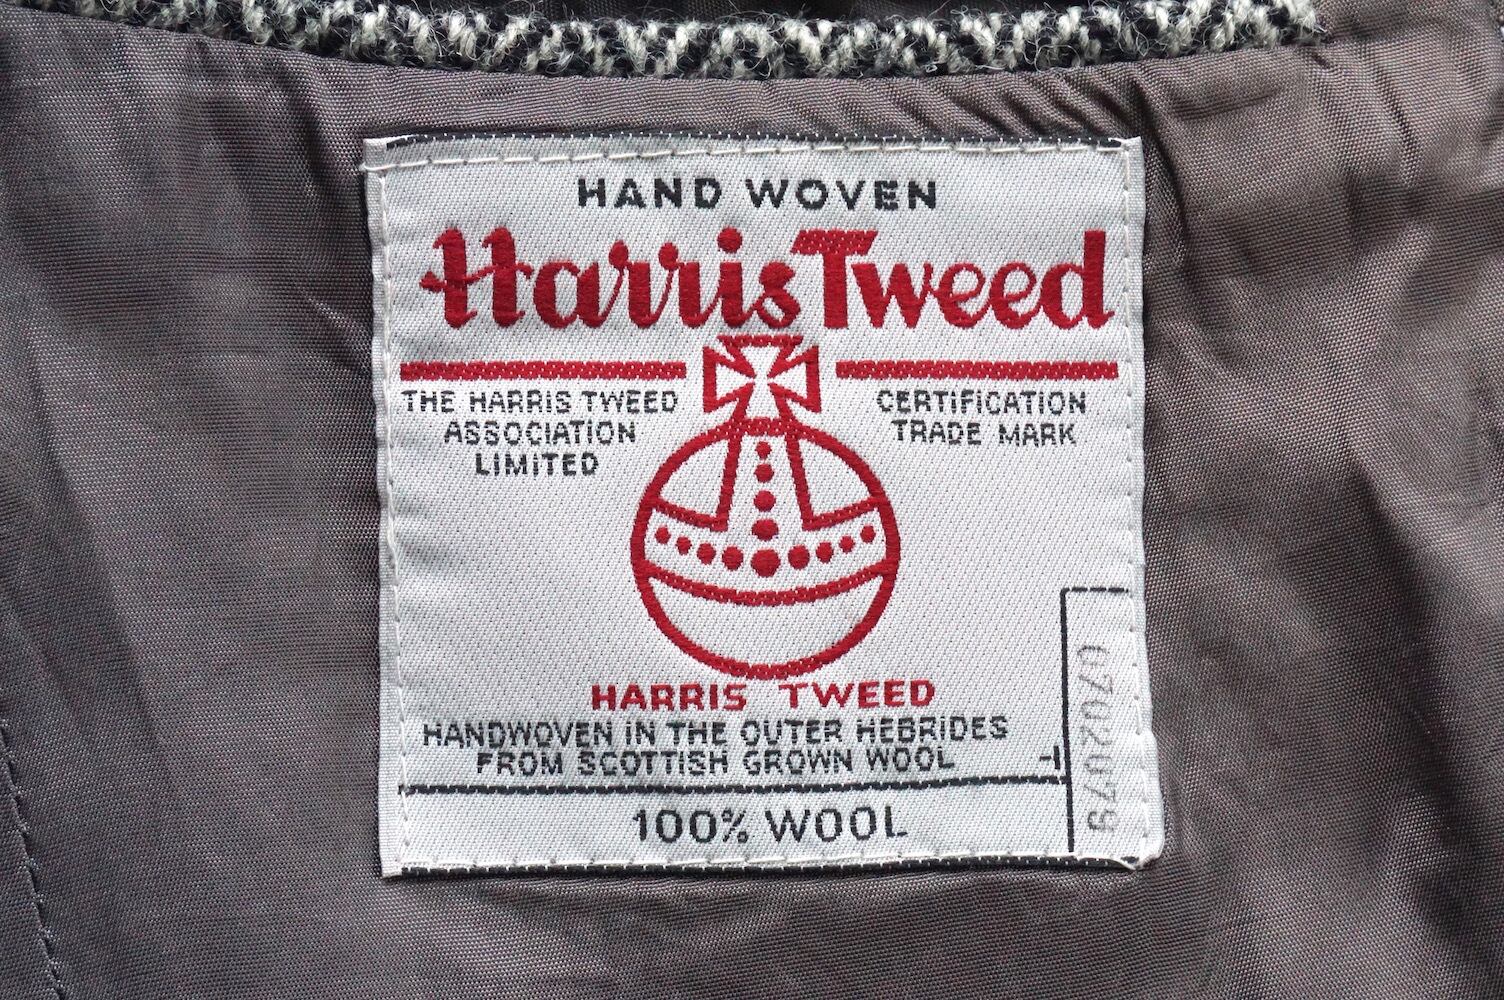 HAND WOVEN
Harris Tweed
THE HARRIS TWEED
ASSOCIATION
LIMITED
CERTIFICATION
TRADE MARK
HARRIS TWEED
HANDWOVEN IN THE OUTER HEBRIDES
FROM SCOTTISH GROWN WOOL
T
100% WOOL